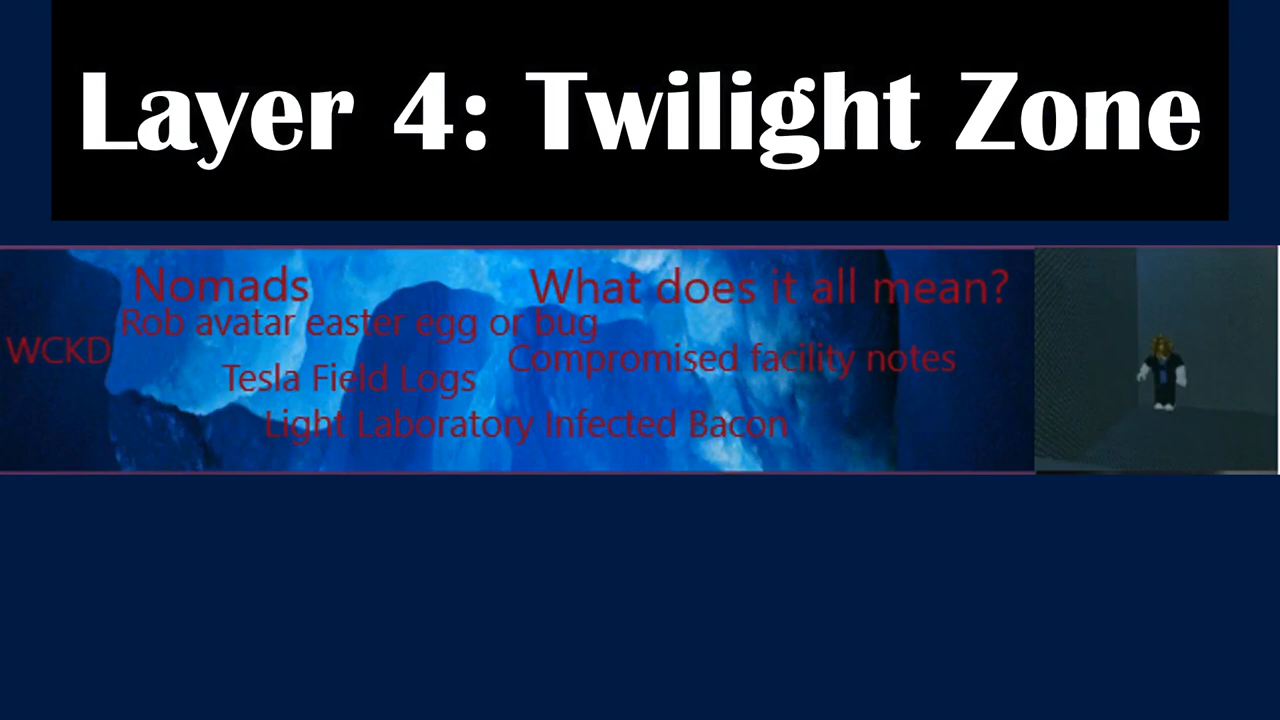 Layer 4: Twilight Zone
Nomads
What does it all mean?
Rob avatar easter egg or bug
WCKD
Compromised facility notes
Tesla Field Logs
Light Laboratory Infected Bacon